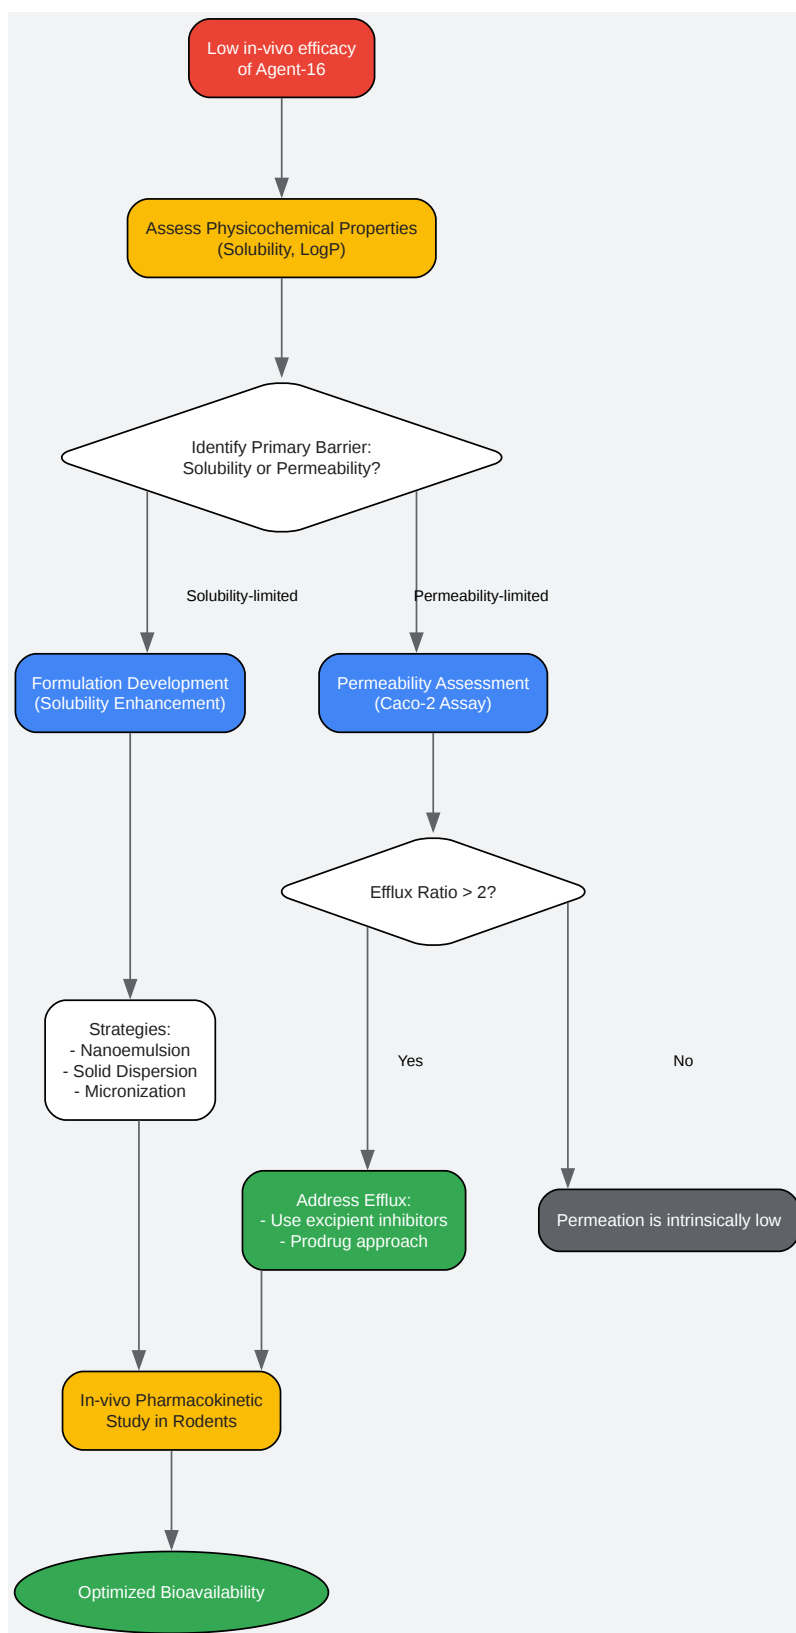 Low in-vivo efficacy
of Agent-16
Assess Physicochemical Properties
(Solubility, LogP)
Identify Primary Barrier:
Solubility or Permeability?
Solubility-limited
Permeability-limited
Formulation Development
(Solubility Enhancement)
Permeability Assessment
(Caco-2 Assay)
Efflux Ratio > 2?
Strategies:
- Nanoemulsion
- Solid Dispersion
- Micronization
Yes
No
Address Efflux:
- Use excipient inhibitors
- Prodrug approach
Permeation is intrinsically low
In-vivo Pharmacokinetic
Study in Rodents
Optimized Bioavailability